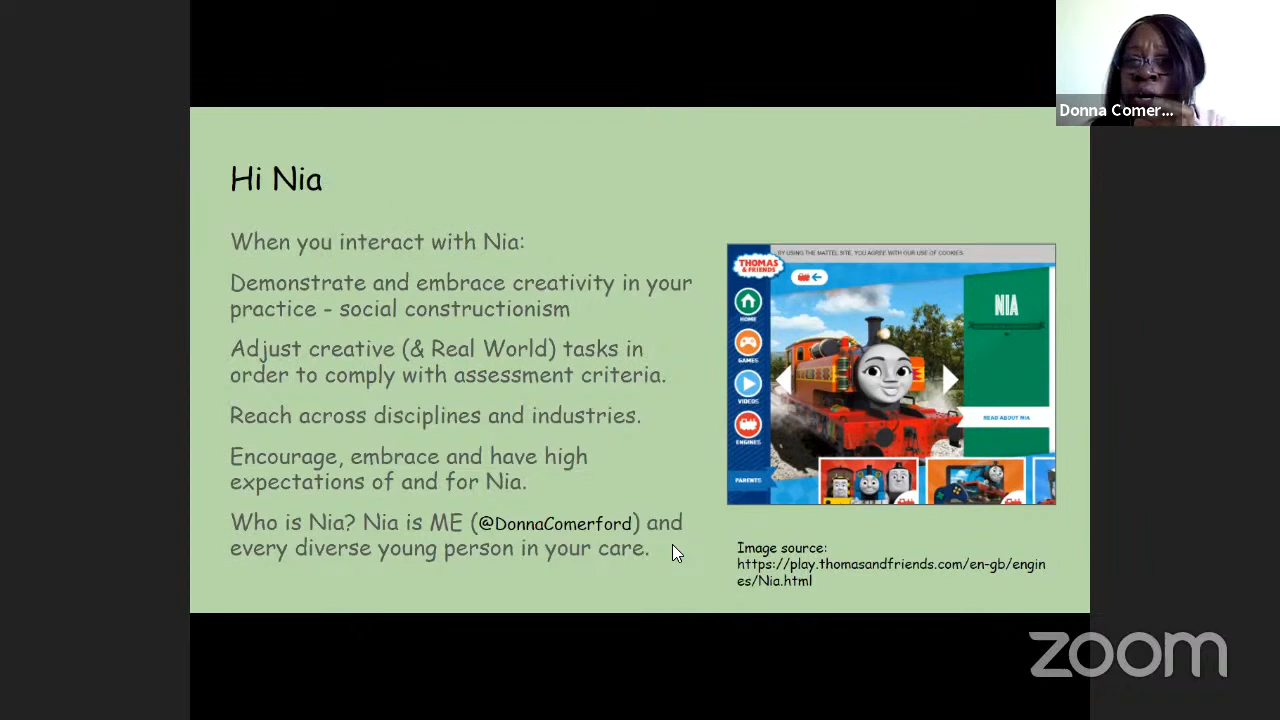 Donna Comer...
Hi Nia
When you interact with Nia:
Demonstrate and embrace creativity in your
practice - social constructionism
Adjust creative (& Real World) tasks in
order to comply with assessment criteria.
Reach across disciplines and industries.
Encourage, embrace and have high
expectations of and for Nia.
Who is Nia? Nia is ME (@DonnaComerford) and
every diverse young person in your care.
BY USING THE MATTEL SITE, YOU AGREE WITH OUR USE OF COOKIES.
THOMAS
& FRIENDS
HOME
GAMES
VIDEOS
ENGINES
PARENTS
NIA
READ ABOUT NIA
Image source:
https://play.thomasandfriends.com/en-gb/engin
es/Nia.html
zoom